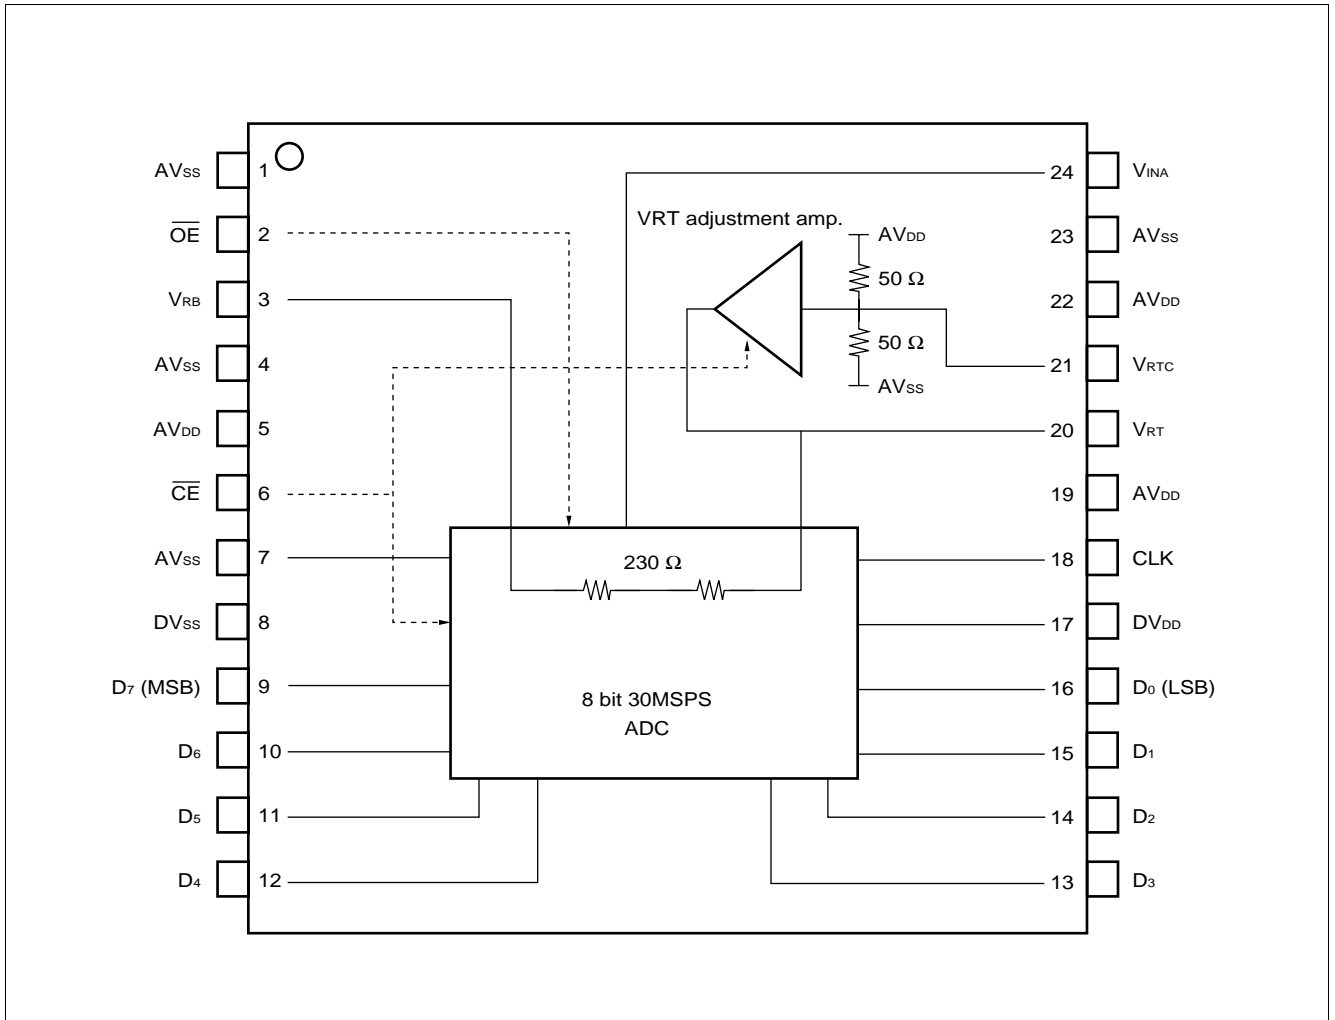 AVSS 1
OE 2
VRB 3
AVSS 4
AVDD 5
CE 6
AVSS 7
DVSS 8
D7 (MSB) 9
D6 10
D5 11
D4 12
VRT adjustment amp.
AVDD
50 Ω
50 Ω
AVSS
230 Ω
8 bit 30MSPS
ADC
24 VINA
23 AVSS
22 AVDD
21 VRTC
20 VRT
19 AVDD
18 CLK
17 DVDD
16 D0 (LSB)
15 D1
14 D2
13 D3